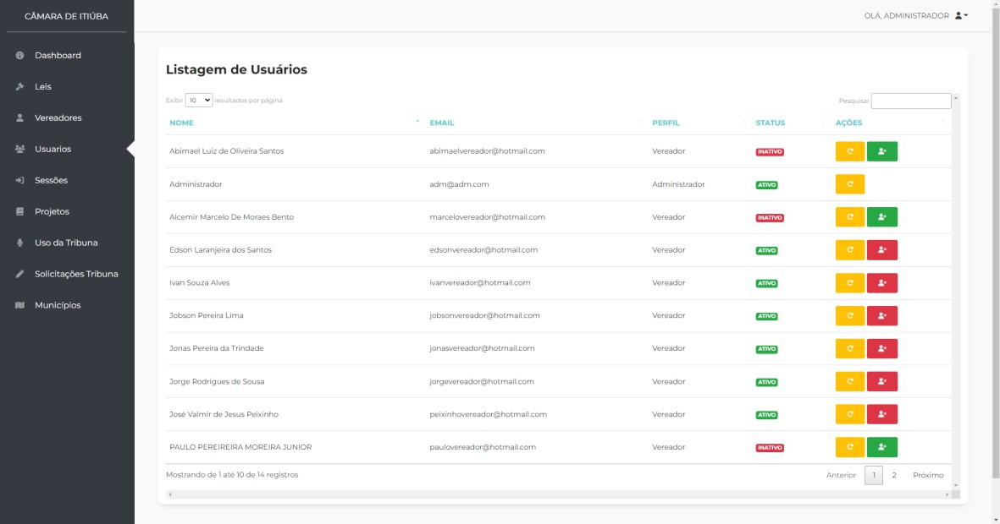 CÂMARA DE ITIÚBA
OLÁ, ADMINISTRADOR
Dashboard
Leis
Vereadores
Usuarios
Sessões
Projetos
Uso da Tribuna
Solicitações Tribuna
Municípios
Listagem de Usuários
Exibir 10 resultados por página
Pesquisar
NOME EMAIL PERFIL STATUS AÇÕES
Abimael Luiz de Oliveira Santos abimaelvereador@hotmail.com Vereador INATIVO
Administrador adm@adm.com Administrador ATIVO
Alcemir Marcelo De Moraes Bento marcelovereador@hotmail.com Vereador INATIVO
Edson Laranjeira dos Santos edsonvereador@hotmail.com Vereador ATIVO
Ivan Souza Alves ivanvereador@hotmail.com Vereador ATIVO
Jobson Pereira Lima jobsonvereador@hotmail.com Vereador ATIVO
Jonas Pereira da Trindade jonasvereador@hotmail.com Vereador ATIVO
Jorge Rodrigues de Sousa jorgevereador@hotmail.com Vereador ATIVO
José Valmir de Jesus Peixinho peixinhovereador@hotmail.com Vereador ATIVO
PAULO PEREIREIRA MOREIRA JUNIOR paulovereador@hotmail.com Vereador INATIVO
Mostrando de 1 até 10 de 14 registros
Anterior 1 2 Próximo